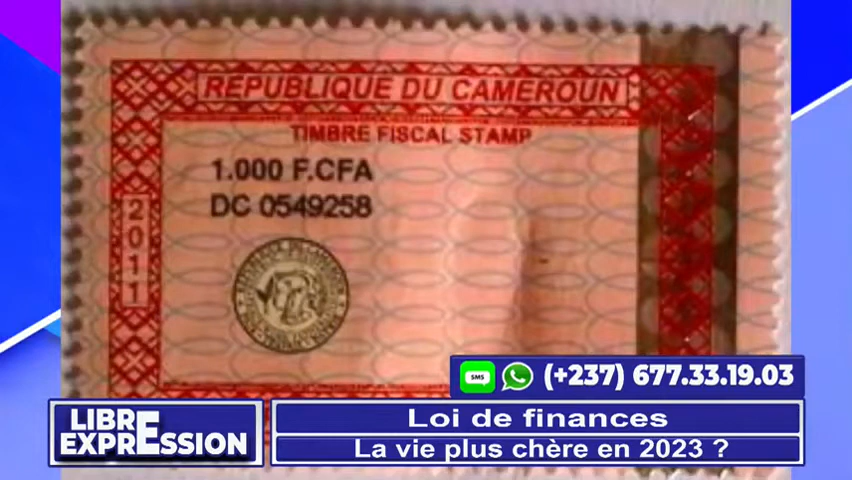 REPUBLIQUE DU CAMEROUN
TIMBRE FISCAL STAMP
1.000 F.CFA
DC 0549258
2011
SMS
(+237) 677.33.19.03
LIBRE
EXPRESSION
Loi de finances
La vie plus chère en 2023 ?